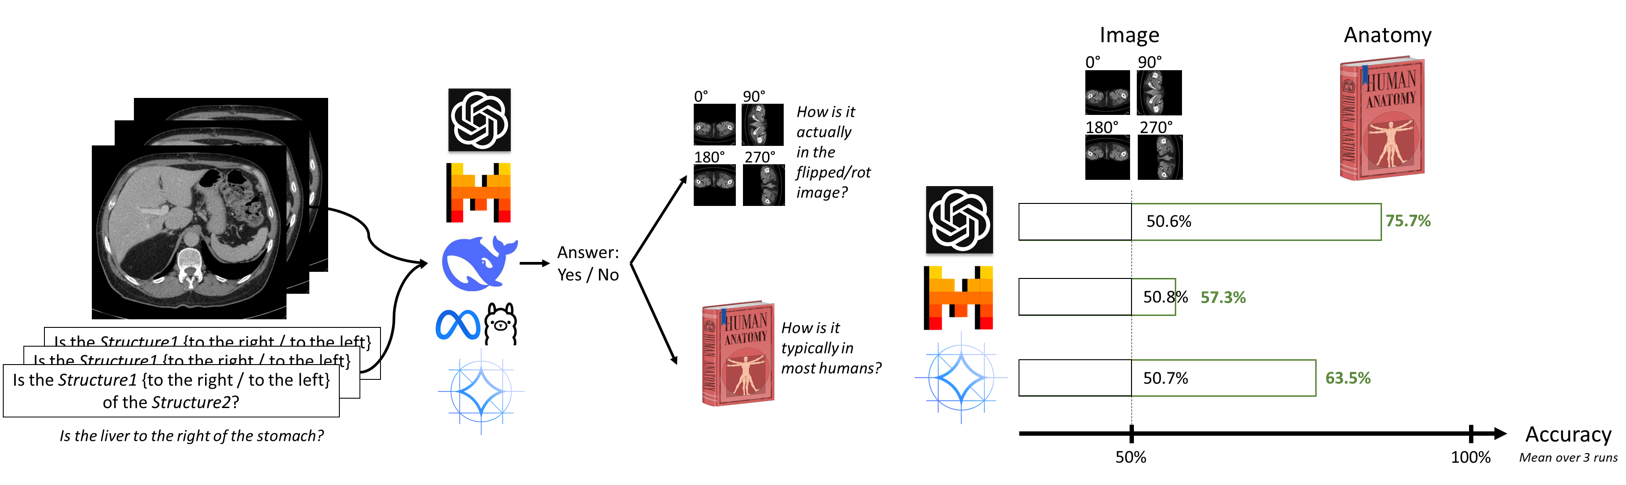 Is the Structure1 {to the right / to the left}
Is the Structure1 {to the right / to the left}
Is the Structure1 {to the right / to the left}
of the Structure2?
Is the liver to the right of the stomach?
Answer:
Yes / No
0° 90°
180° 270°
How is it
actually
in the
flipped/rot
image?
HUMAN
ANATOMY
HUMAN ANATOMY
How is it
typically in
most humans?
Image
Anatomy
0° 90°
180° 270°
HUMAN
ANATOMY
HUMAN ANATOMY
50.6% 75.7%
50.8% 57.3%
50.7% 63.5%
50%
100%
Accuracy
Mean over 3 runs